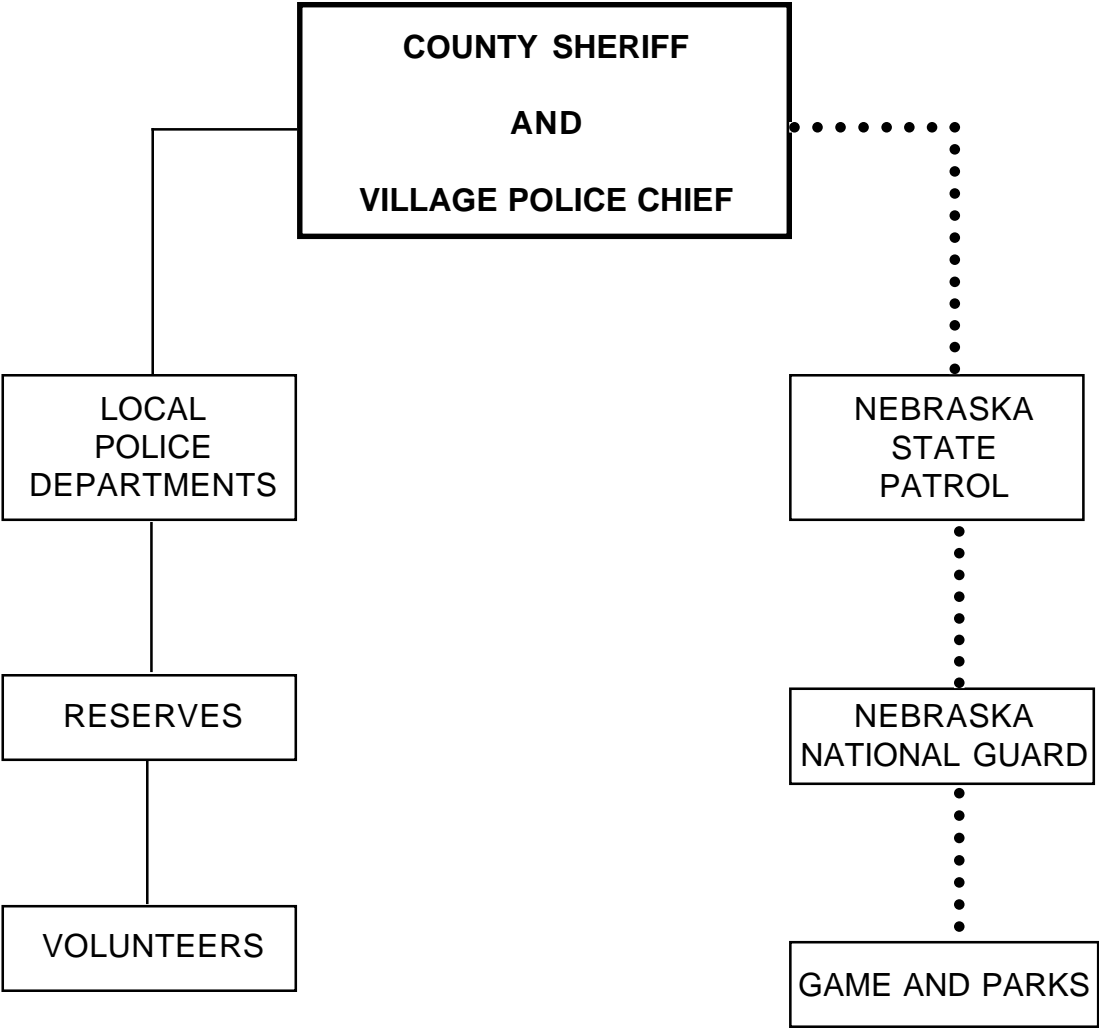 COUNTY SHERIFF
AND
VILLAGE POLICE CHIEF
LOCAL
POLICE
DEPARTMENTS
NEBRASKA
STATE
PATROL
RESERVES
NEBRASKA
NATIONAL GUARD
VOLUNTEERS
GAME AND PARKS